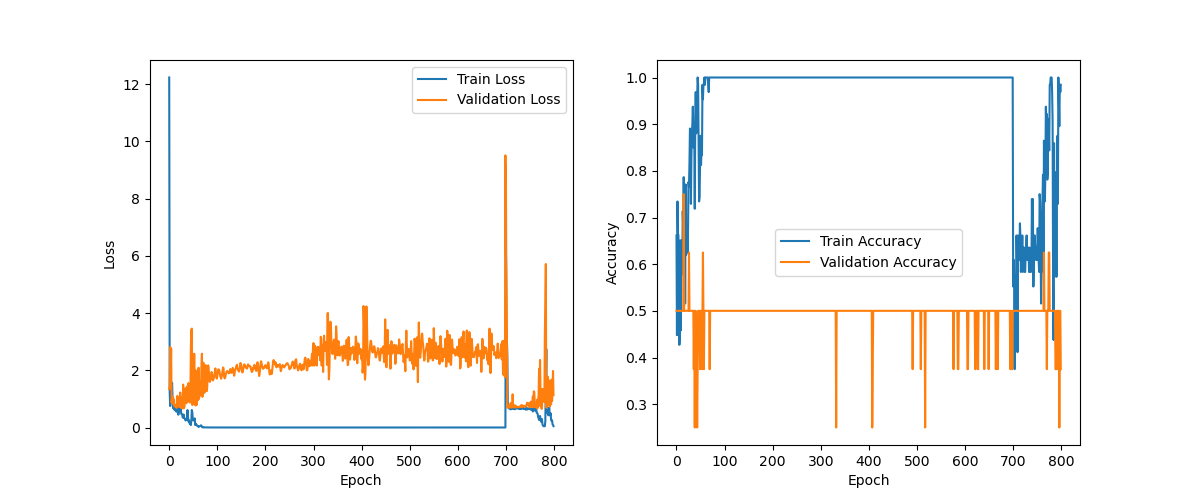 Train Loss
Validation Loss
12
10
8
6
4
2
0
Loss
0 100 200 300 400 500 600 700 800
Epoch
1.0
0.9
0.8
0.7
0.6
0.5
0.4
0.3
Accuracy
Train Accuracy
Validation Accuracy
0 100 200 300 400 500 600 700 800
Epoch